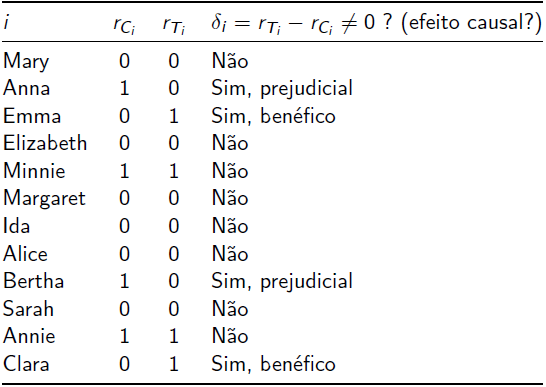 i r_{C_i} r_{T_i} δ_i = r_{T_i} − r_{C_i} ≠ 0 ? (efeito causal?)
Mary 0 0 Não
Anna 1 0 Sim, prejudicial
Emma 0 1 Sim, benéfico
Elizabeth 0 0 Não
Minnie 1 1 Não
Margaret 0 0 Não
Ida 0 0 Não
Alice 0 0 Não
Bertha 1 0 Sim, prejudicial
Sarah 0 0 Não
Annie 1 1 Não
Clara 0 1 Sim, benéfico